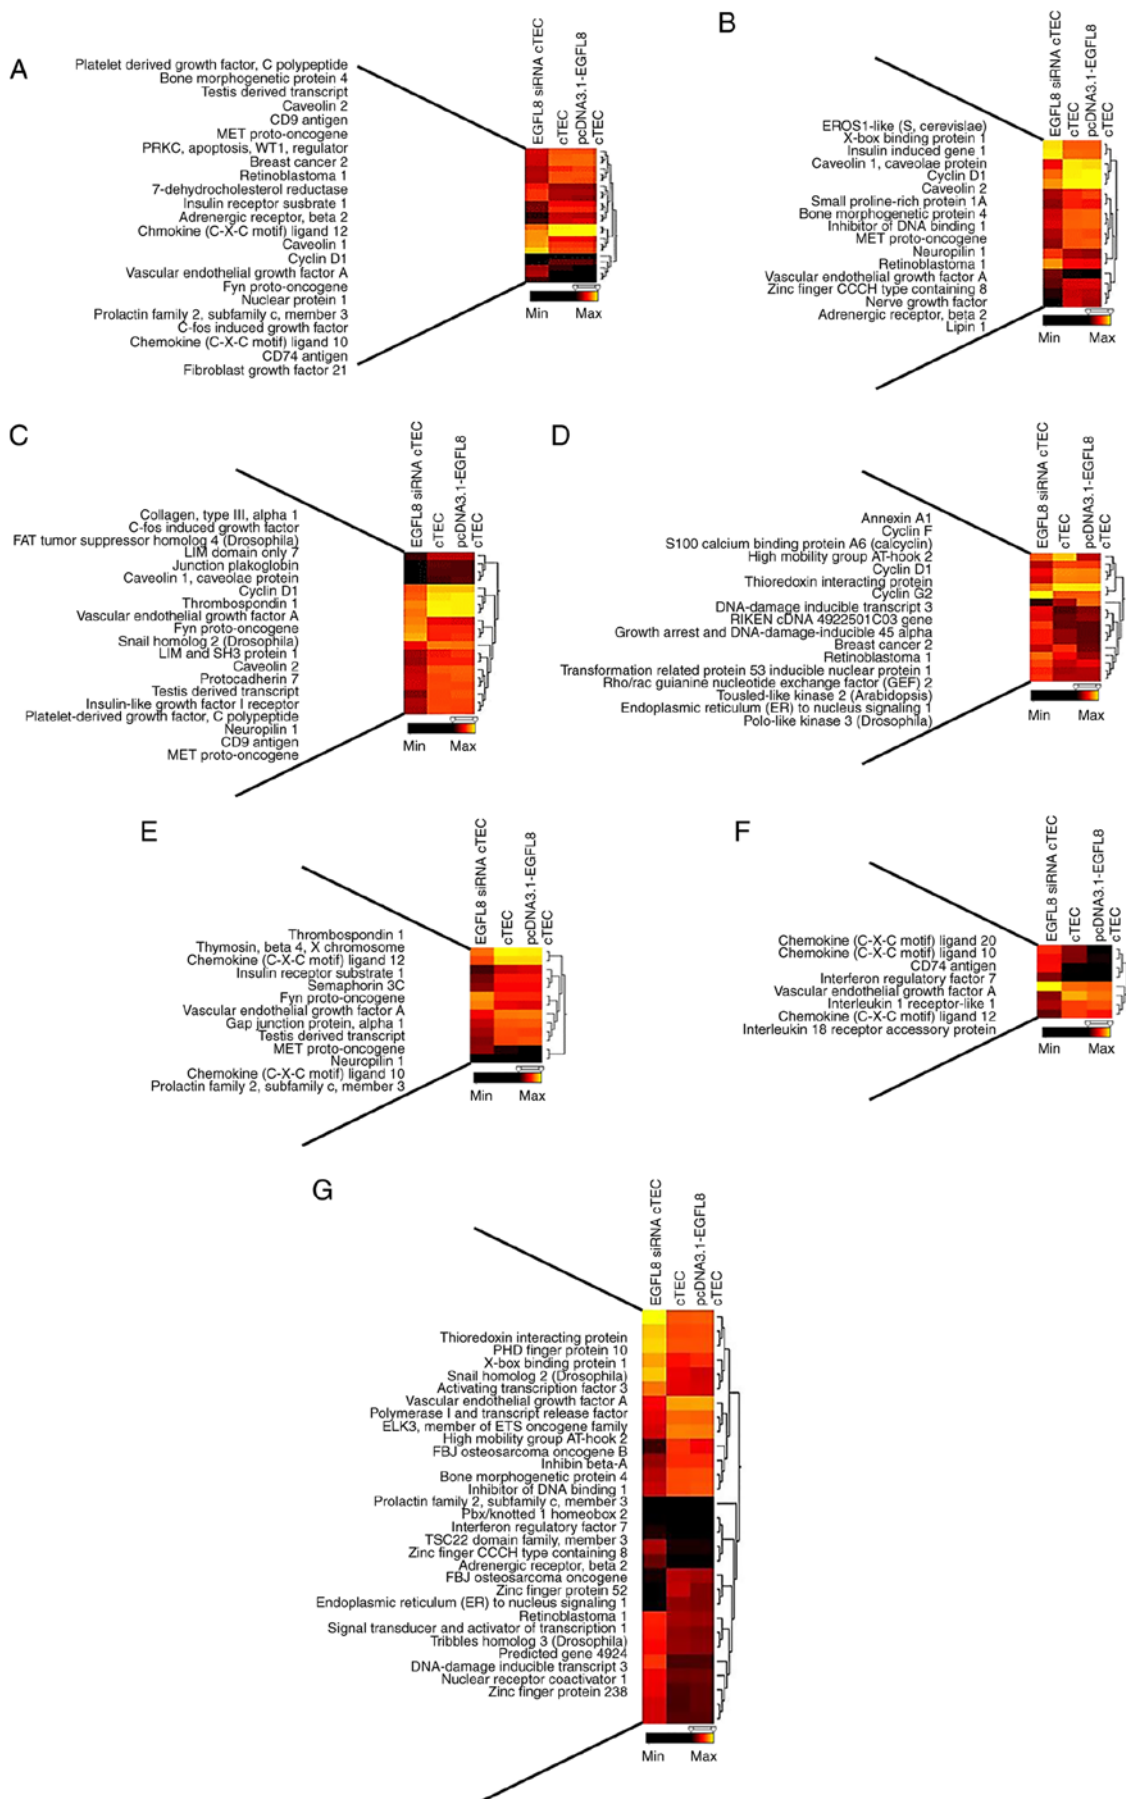 A
Platelet derived growth factor, C polypeptide
Bone morphogenetic protein 4
Testis derived transcript
Caveolin 2
CD9 antigen
MET proto-oncogene
PRKC, apoptosis, WT1, regulator
Breast cancer 2
Retinoblastoma 1
7-dehydrocholesterol reductase
Insulin receptor susbrate 1
Adrenergic receptor, beta 2
Chmokine (C-X-C motif) ligand 12
Caveolin 1
Cyclin D1
Vascular endothelial growth factor A
Fyn proto-oncogene
Nuclear protein 1
Prolactin family 2, subfamily c, member 3
C-fos induced growth factor
Chemokine (C-X-C motif) ligand 10
CD74 antigen
Fibroblast growth factor 21
EGFL8 siRNA cTEC
cTEC
pcDNA3.1-EGFL8
cTEC
Min Max
B
EROS1-like (S, cerevislae)
X-box binding protein 1
Insulin induced gene 1
Caveolin 1, caveolae protein
Cyclin D1
Caveolin 2
Small proline-rich protein 1A
Bone morphogenetic protein 4
Inhibitor of DNA binding 1
MET proto-oncogene
Neuropilin 1
Retinoblastoma 1
Vascular endothelial growth factor A
Zinc finger CCCH type containing 8
Nerve growth factor
Adrenergic receptor, beta 2
Lipin 1
EGFL8 siRNA cTEC
cTEC
pcDNA3.1-EGFL8
cTEC
Min Max
C
Collagen, type III, alpha 1
C-fos induced growth factor
FAT tumor suppressor homolog 4 (Drosophila)
LIM domain only 7
Junction plakoglobin
Caveolin 1, caveolae protein
Cyclin D1
Thrombospondin 1
Vascular endothelial growth factor A
Fyn proto-oncogene
Snail homolog 2 (Drosophila)
LIM and SH3 protein 1
Caveolin 2
Protocadherin 7
Testis derived transcript
Insulin-like growth factor I receptor
Platelet-derived growth factor, C polypeptide
Neuropilin 1
CD9 antigen
MET proto-oncogene
EGFL8 siRNA cTEC
cTEC
pcDNA3.1-EGFL8
cTEC
Min Max
D
Annexin A1
Cyclin F
S100 calcium binding protein A6 (calcyclin)
High mobility group AT-hook 2
Cyclin D1
Thioredoxin interacting protein
Cyclin G2
DNA-damage inducible transcript 3
RIKEN cDNA 4922501C03 gene
Growth arrest and DNA-damage-inducible 45 alpha
Breast cancer 2
Retinoblastoma 1
Transformation related protein 53 inducible nuclear protein 1
Rho/rac guianine nucleotide exchange factor (GEF) 2
Tousled-like kinase 2 (Arabidopsis)
Endoplasmic reticulum (ER) to nucleus signaling 1
Polo-like kinase 3 (Drosophila)
EGFL8 siRNA cTEC
cTEC
pcDNA3.1-EGFL8
cTEC
Min Max
E
Thrombospondin 1
Thymosin, beta 4, X chromosome
Chemokine (C-X-C motif) ligand 12
Insulin receptor substrate 1
Semaphorin 3C
Fyn proto-oncogene
Vascular endothelial growth factor A
Gap junction protein, alpha 1
Testis derived transcript
MET proto-oncogene
Neuropilin 1
Chemokine (C-X-C motif) ligand 10
Prolactin family 2, subfamily c, member 3
EGFL8 siRNA cTEC
cTEC
pcDNA3.1-EGFL8
cTEC
Min Max
F
Chemokine (C-X-C motif) ligand 20
Chemokine (C-X-C motif) ligand 10
CD74 antigen
Interferon regulatory factor 7
Vascular endothelial growth factor A
Interleukin 1 receptor-like 1
Chemokine (C-X-C motif) ligand 12
Interleukin 18 receptor accessory protein
EGFL8 siRNA cTEC
cTEC
pcDNA3.1-EGFL8
cTEC
Min Max
G
Thioredoxin interacting protein
PHD finger protein 10
X-box binding protein 1
Snail homolog 2 (Drosophila)
Activating transcription factor 3
Vascular endothelial growth factor A
Polymerase I and transcript release factor
ELK3, member of ETS oncogene family
High mobility group AT-hook 2
FBJ osteosarcoma oncogene B
Inhibin beta-A
Bone morphogenetic protein 4
Inhibitor of DNA binding 1
Prolactin family 2, subfamily c, member 3
Pbx/knotted 1 homeobox 2
Interferon regulatory factor 7
TSC22 domain family, member 3
Zinc finger CCCH type containing 8
Adrenergic receptor, beta 2
FBJ osteosarcoma oncogene
Zinc finger protein 52
Endoplasmic reticulum (ER) to nucleus signaling 1
Retinoblastoma 1
Signal transducer and activator of transcription 1
Tribbles homolog 3 (Drosophila)
Predicted gene 4924
DNA-damage inducible transcript 3
Nuclear receptor coactivator 1
Zinc finger protein 238
EGFL8 siRNA cTEC
cTEC
pcDNA3.1-EGFL8
cTEC
Min Max